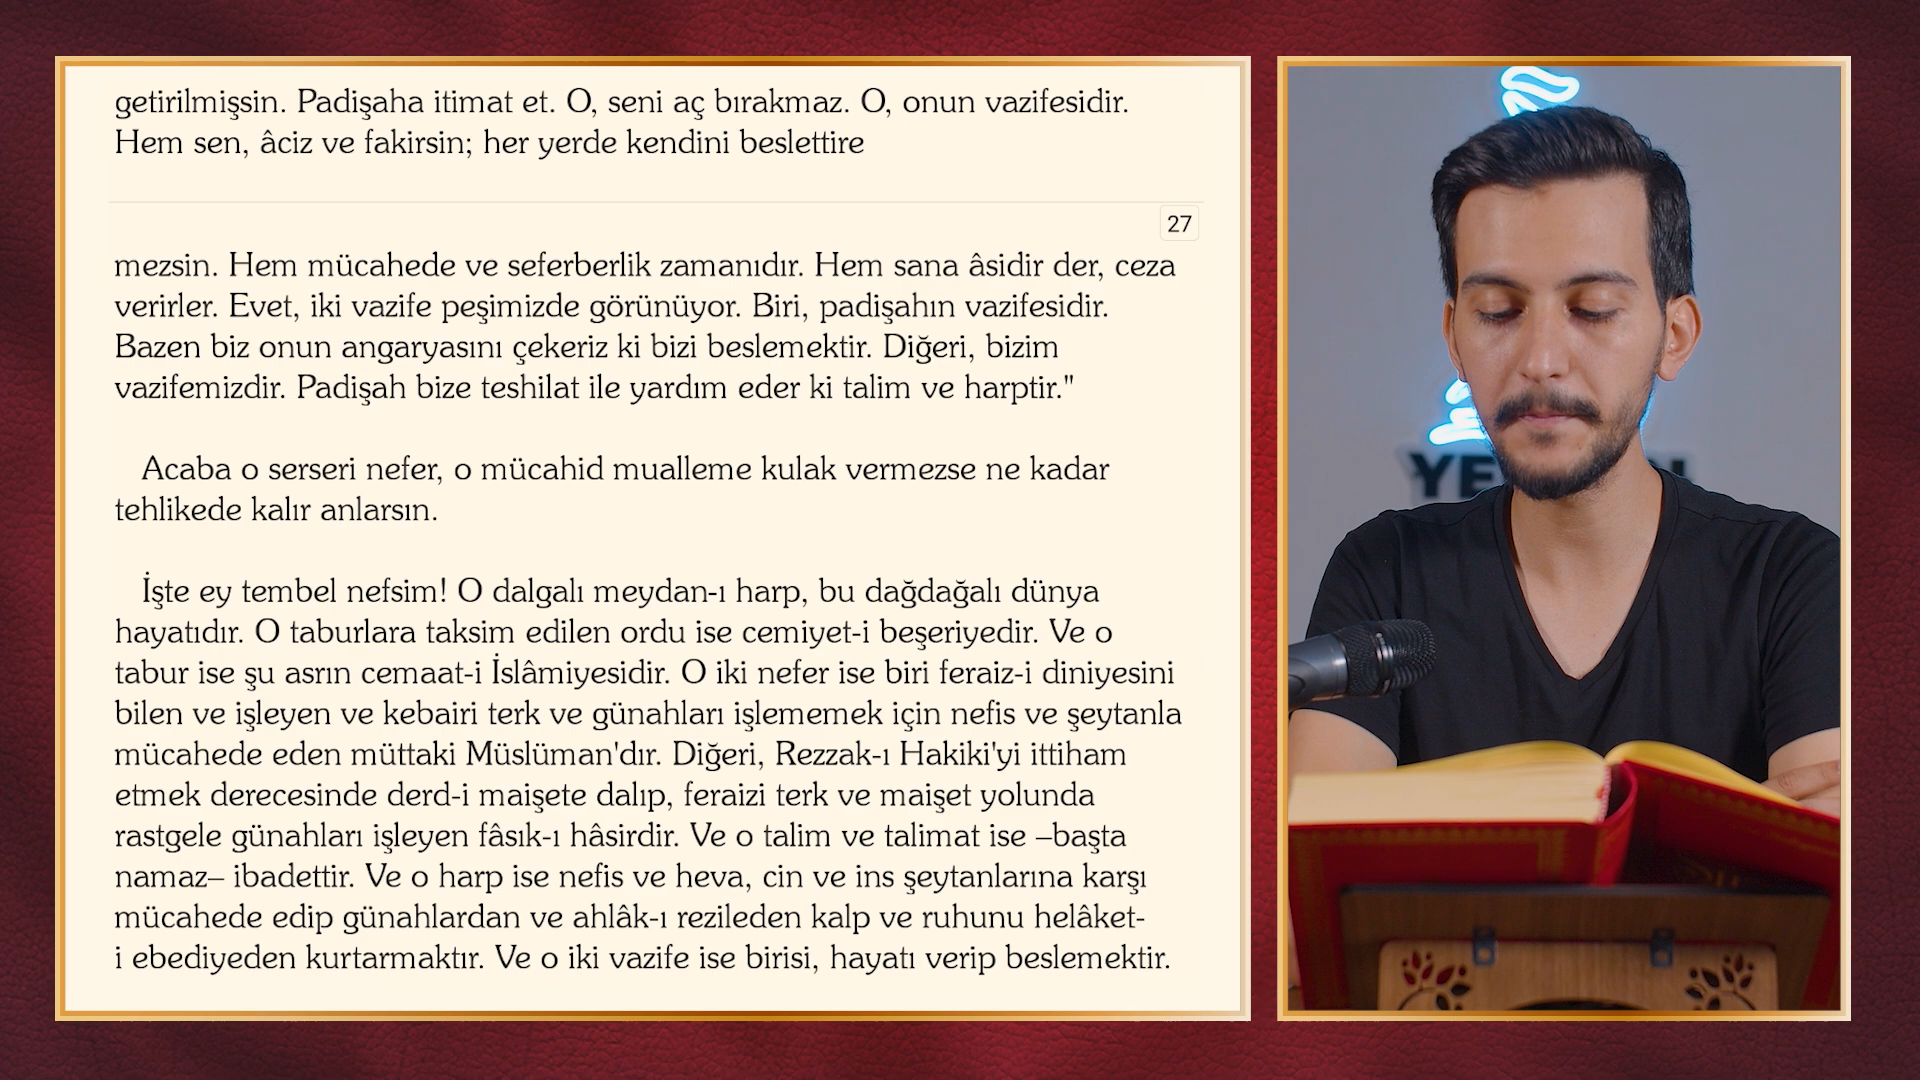 getirilmişsin. Padişaha itimat et. O, seni aç bırakmaz. O, onun vazifesidir.
Hem sen, âciz ve fakirsin; her yerde kendini beslettire
27
mezsin. Hem mücahede ve seferberlik zamanıdır. Hem sana âsidir der, ceza
verirler. Evet, iki vazife peşimizde görünüyor. Biri, padişahın vazifesidir.
Bazen biz onun angaryasını çekeriz ki bizi beslemektir. Diğeri, bizim
vazifemizdir. Padişah bize teshilat ile yardım eder ki talim ve harptir."
Acaba o serseri nefer, o mücahid mualleme kulak vermezse ne kadar
tehlikede kalır anlarsın.
İşte ey tembel nefsim! O dalgalı meydan-ı harp, bu dağdağalı dünya
hayatıdır. O taburlara taksim edilen ordu ise cemiyet-i beşeriyedir. Ve o
tabur ise şu asrın cemaat-i İslâmiyesidir. O iki nefer ise biri feraiz-i diniyesini
bilen ve işleyen ve kebairi terk ve günahları işlememek için nefis ve şeytanla
mücahede eden müttaki Müslüman'dır. Diğeri, Rezzak-ı Hakiki'yi ittiham
etmek derecesinde derd-i maişete dalıp, feraizi terk ve maişet yolunda
rastgele günahları işleyen fâsık-ı hâsirdir. Ve o talim ve talimat ise –başta
namaz– ibadettir. Ve o harp ise nefis ve heva, cin ve ins şeytanlarına karşı
mücahede edip günahlardan ve ahlâk-ı rezileden kalp ve ruhunu helâket-
i ebediyeden kurtarmaktır. Ve o iki vazife ise birisi, hayatı verip beslemektir.